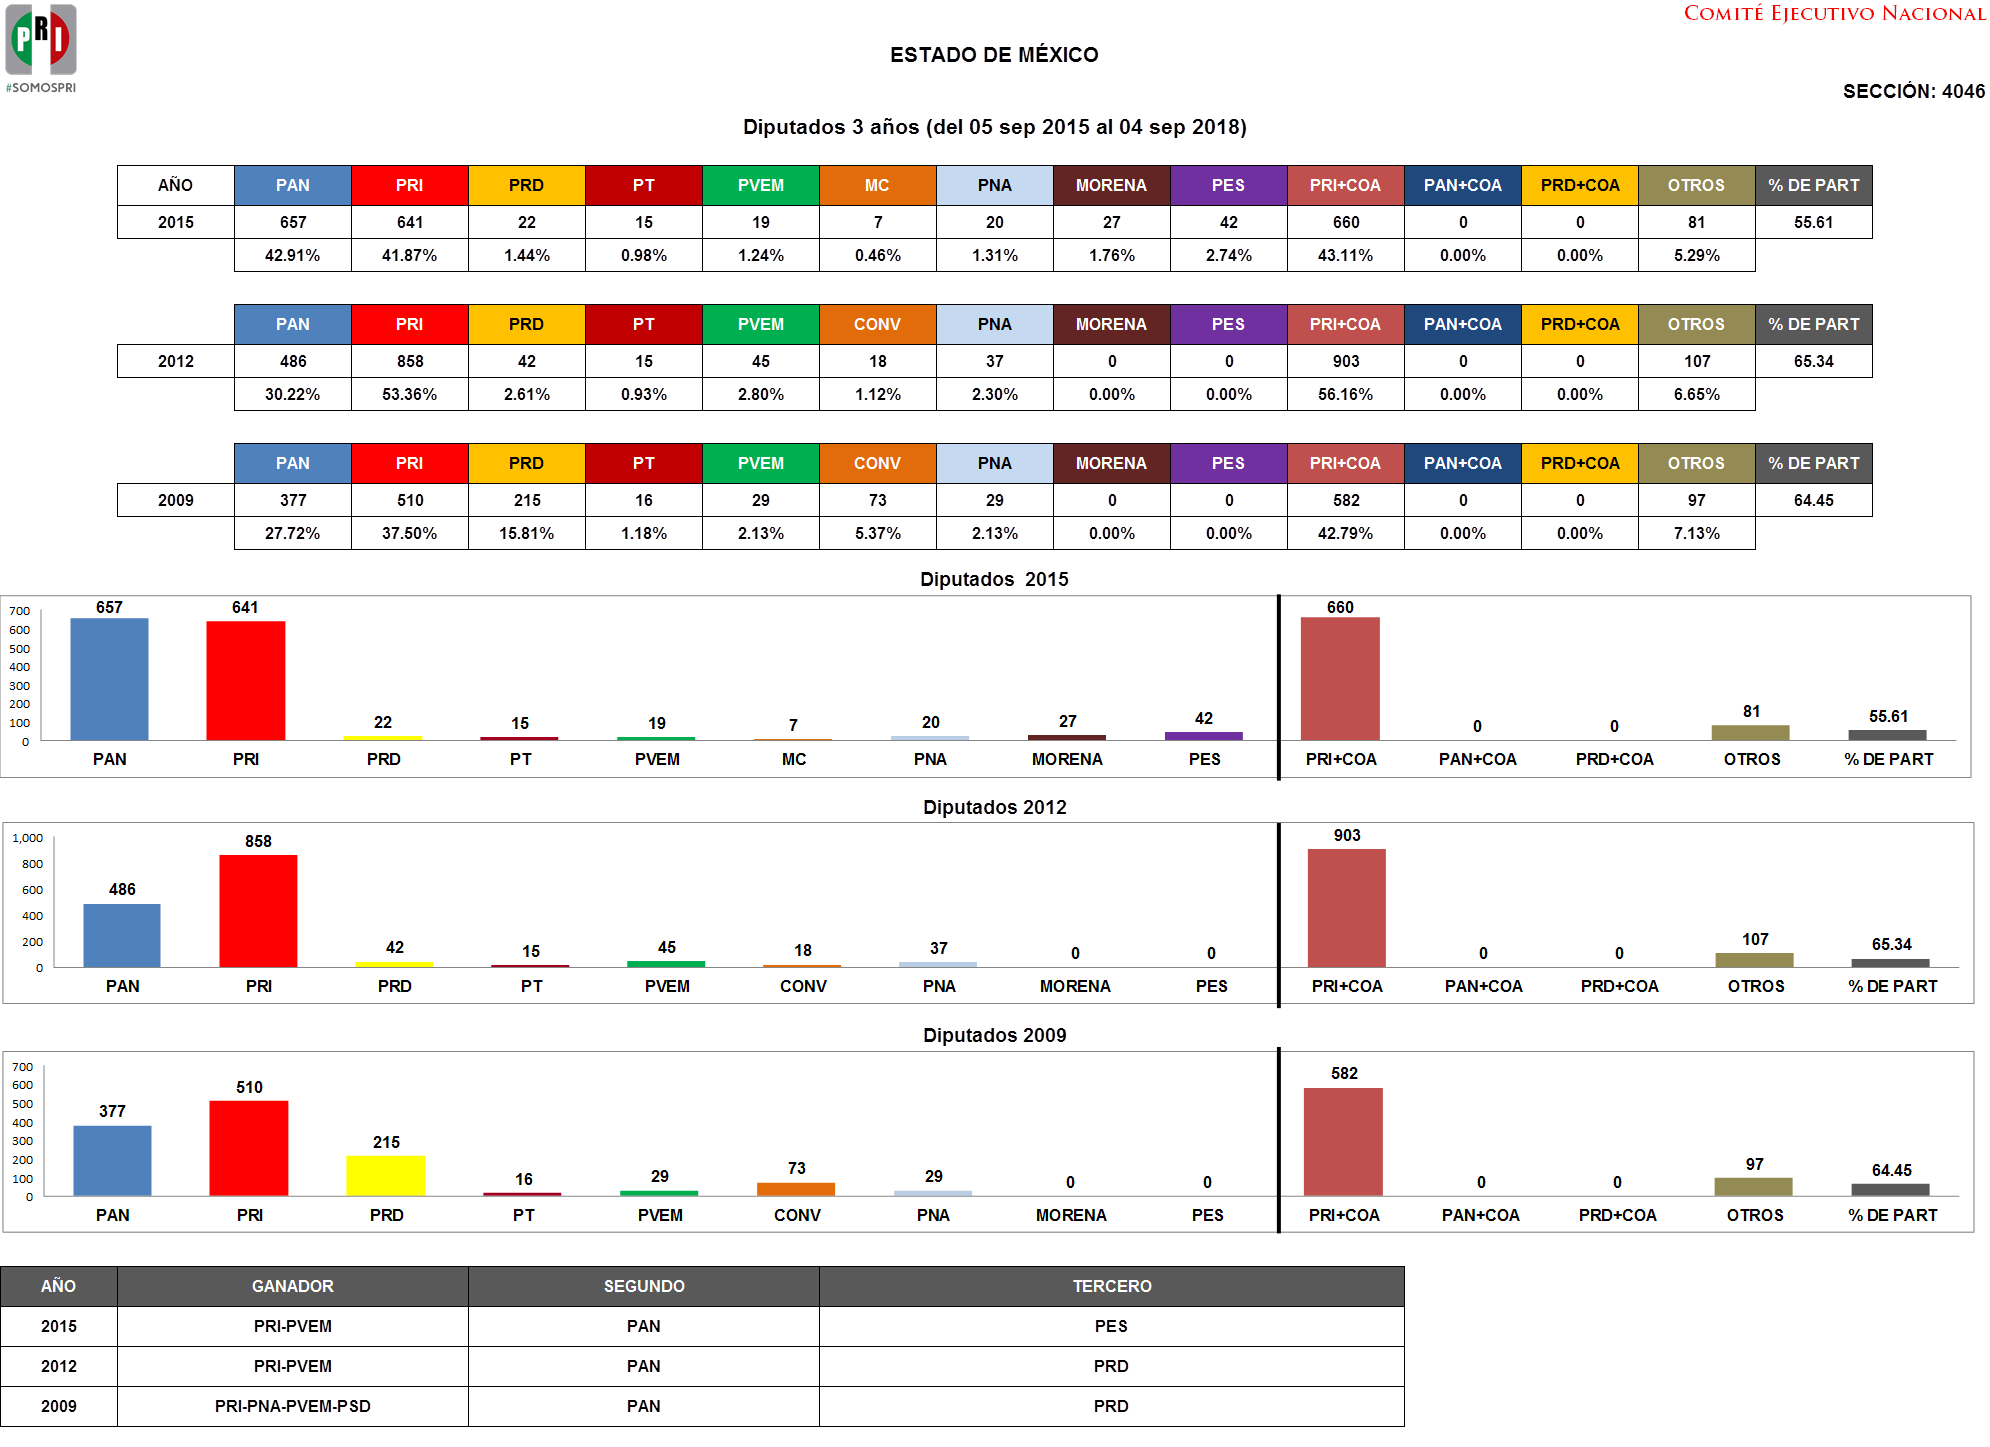 PRI
#SOMOSPRI
COMITÉ EJECUTIVO NACIONAL
ESTADO DE MÉXICO
SECCIÓN: 4046
Diputados 3 años (del 05 sep 2015 al 04 sep 2018)
AÑO PAN PRI PRD PT PVEM MC PNA MORENA PES PRI+COA PAN+COA PRD+COA OTROS % DE PART
2015 657 641 22 15 19 7 20 27 42 660 0 0 81 55.61
42.91% 41.87% 1.44% 0.98% 1.24% 0.46% 1.31% 1.76% 2.74% 43.11% 0.00% 0.00% 5.29%
PAN PRI PRD PT PVEM CONV PNA MORENA PES PRI+COA PAN+COA PRD+COA OTROS % DE PART
2012 486 858 42 15 45 18 37 0 0 903 0 0 107 65.34
30.22% 53.36% 2.61% 0.93% 2.80% 1.12% 2.30% 0.00% 0.00% 56.16% 0.00% 0.00% 6.65%
PAN PRI PRD PT PVEM CONV PNA MORENA PES PRI+COA PAN+COA PRD+COA OTROS % DE PART
2009 377 510 215 16 29 73 29 0 0 582 0 0 97 64.45
27.72% 37.50% 15.81% 1.18% 2.13% 5.37% 2.13% 0.00% 0.00% 42.79% 0.00% 0.00% 7.13%
Diputados 2015
700
600
500
400
300
200
100
0
657 641 22 15 19 7 20 27 42 660 0 0 81 55.61
PAN PRI PRD PT PVEM MC PNA MORENA PES PRI+COA PAN+COA PRD+COA OTROS % DE PART
Diputados 2012
1,000
800
600
400
200
0
486 858 42 15 45 18 37 0 0 903 0 0 107 65.34
PAN PRI PRD PT PVEM CONV PNA MORENA PES PRI+COA PAN+COA PRD+COA OTROS % DE PART
Diputados 2009
700
600
500
400
300
200
100
0
377 510 215 16 29 73 29 0 0 582 0 0 97 64.45
PAN PRI PRD PT PVEM CONV PNA MORENA PES PRI+COA PAN+COA PRD+COA OTROS % DE PART
AÑO GANADOR SEGUNDO TERCERO
2015 PRI-PVEM PAN PES
2012 PRI-PVEM PAN PRD
2009 PRI-PNA-PVEM-PSD PAN PRD